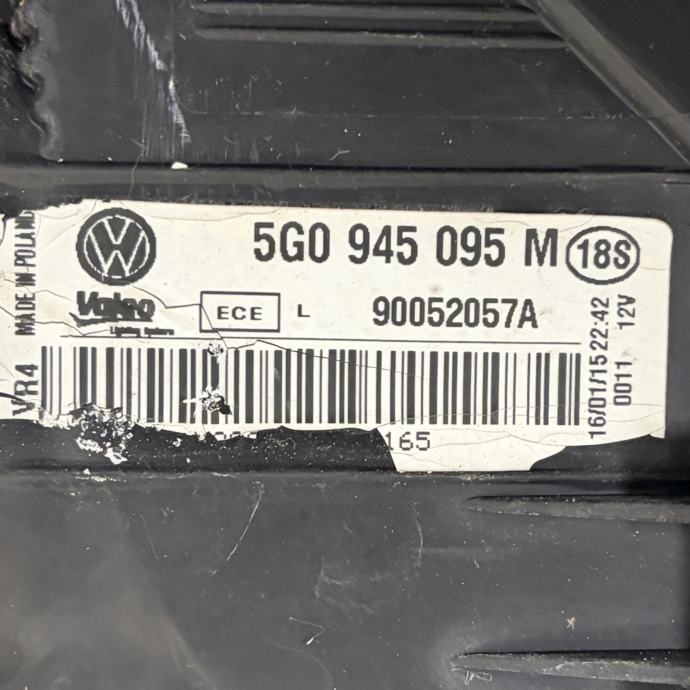 5G0 945 095 M 18S
Valeo ECE L 90052057A
Lighting Systems
MADE IN POLAND
VR4
16/01/15 22:42
0011 12V
165